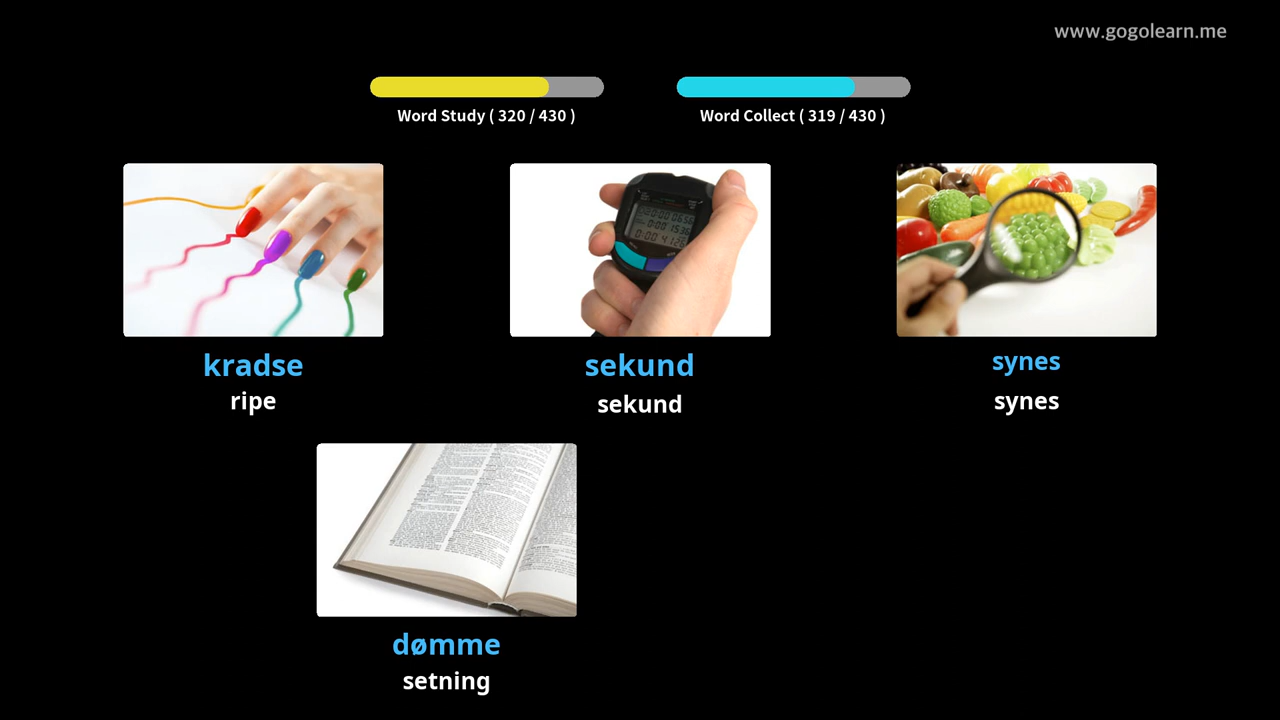 www.gogolearn.me
Word Study ( 320 / 430 )
Word Collect ( 319 / 430 )
kradse
ripe
sekund
sekund
synes
synes
dømme
setning